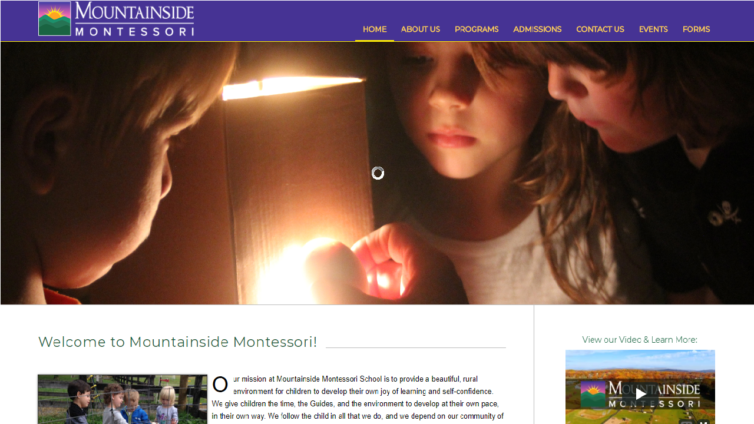 MOUNTAINSIDE
MONTESSORI
HOME ABOUT US PROGRAMS ADMISSIONS CONTACT US EVENTS FORMS
Welcome to Mountainside Montessori!
View our Video & Learn More:
Our mission at Mountainside Montessori School is to provide a beautiful, rural
environment for children to develop their own joy of learning and self-confidence.
We give children the time, the Guides, and the environment to develop at their own pace,
in their own way. We follow the child in all that we do, and we depend on our community of
MOUNTAINSIDE
MONTESSORI